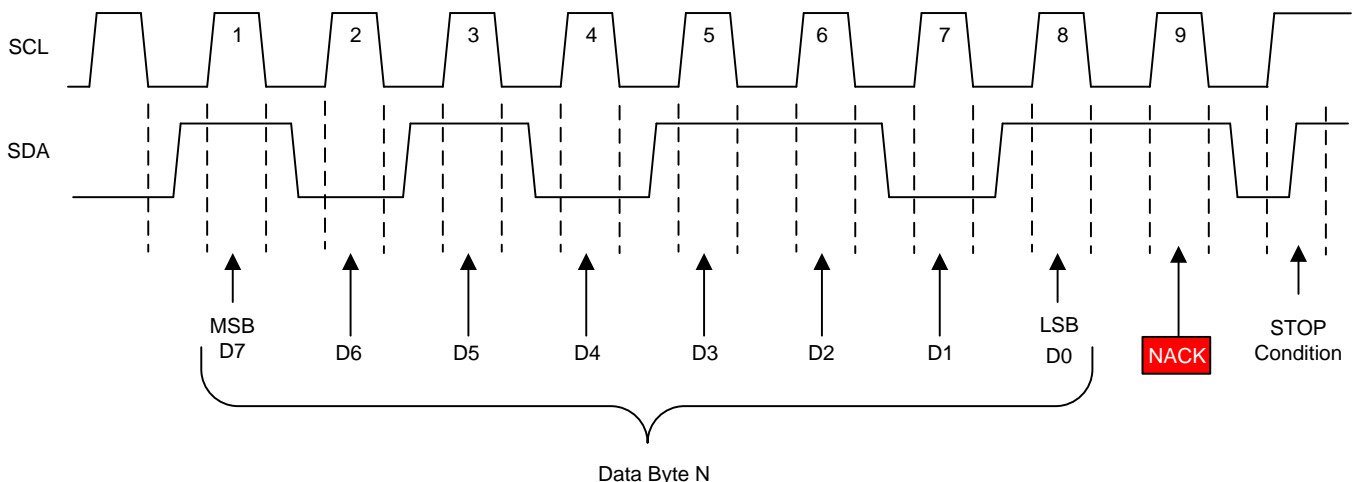 SCL
1 2 3 4 5 6 7 8 9
SDA
MSB
D7
D6
D5
D4
D3
D2
D1
LSB
D0
NACK
STOP
Condition
Data Byte N